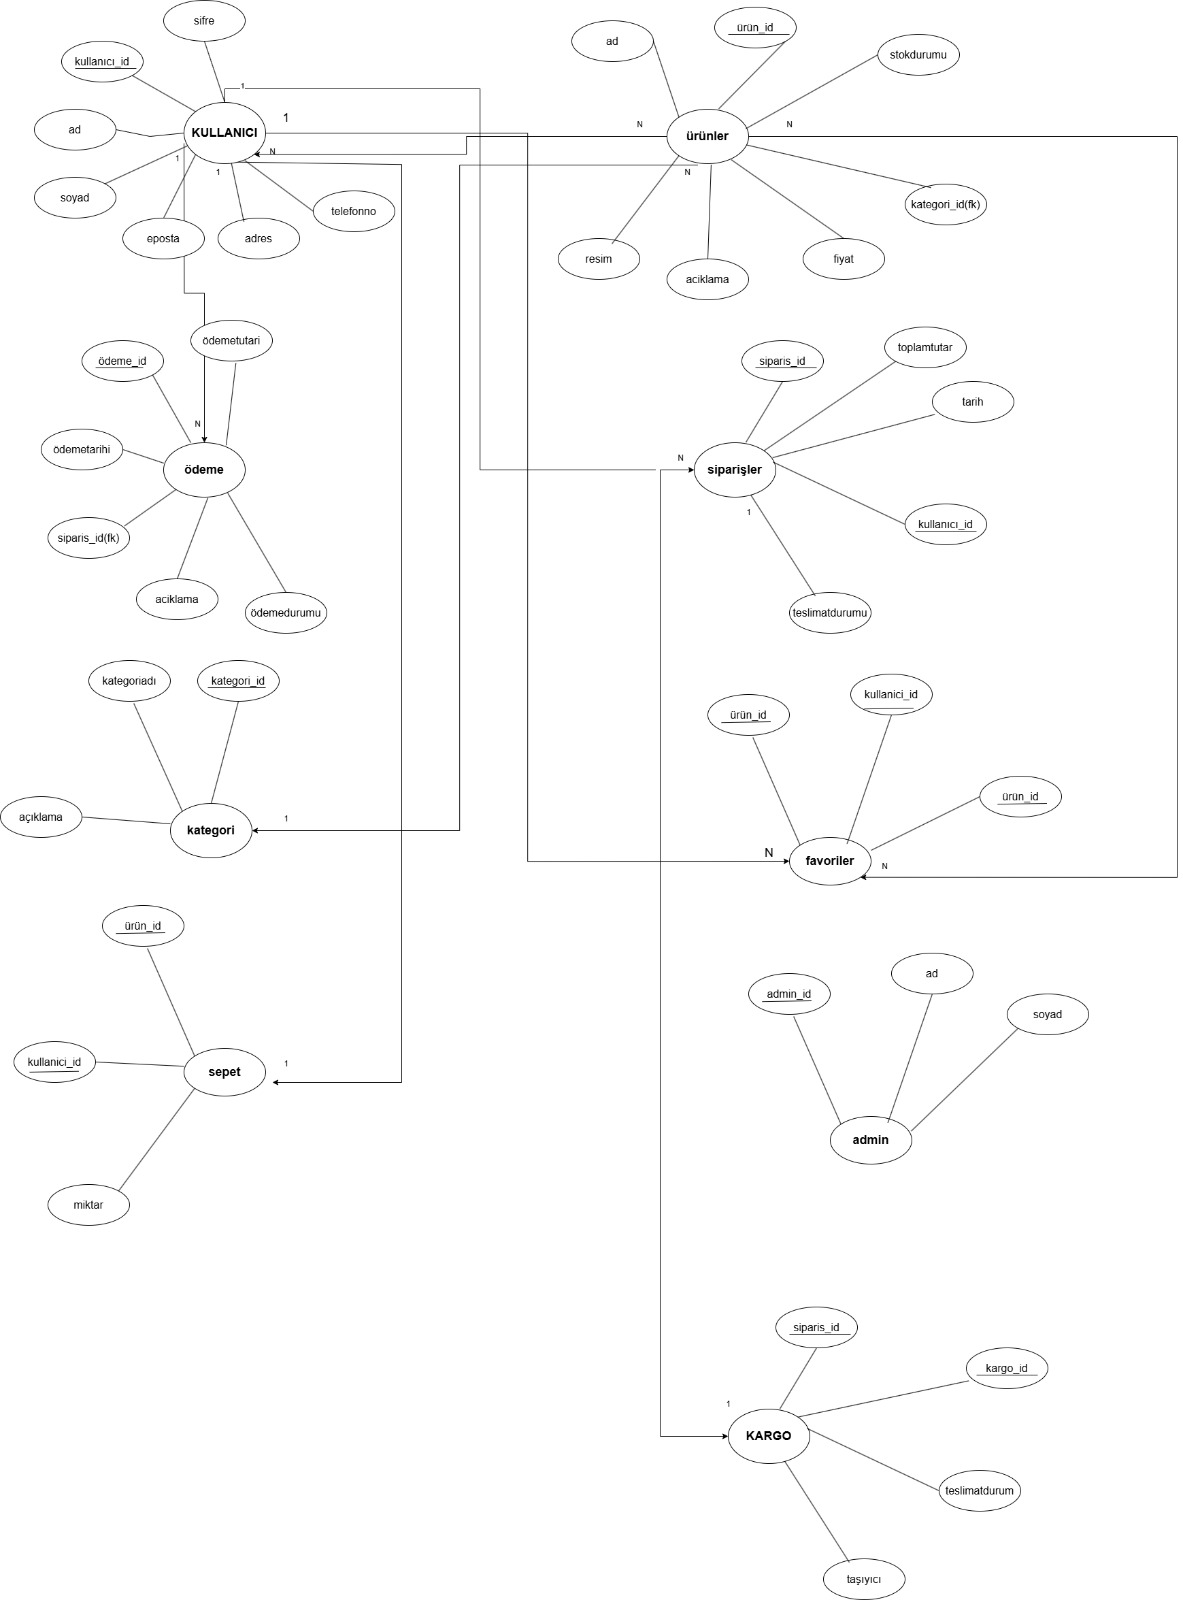 sifre
kullanıcı_id
ad
KULLANICI
soyad
eposta
adres
telefonno
1
1
1
1
N
ad
ürün_id
stokdurumu
ürünler
N
N
N
kategori_id(fk)
resim
aciklama
fiyat
ödeme_id
ödemetutari
N
ödemetarihi
ödeme
siparis_id(fk)
aciklama
ödemedurumu
siparis_id
toplamtutar
tarih
N
siparişler
1
kullanıcı_id
teslimatdurumu
kategoriadı
kategori_id
açıklama
kategori
1
ürün_id
kullanici_id
ürün_id
N
favoriler
N
ürün_id
kullanici_id
sepet
1
miktar
admin_id
ad
soyad
admin
siparis_id
kargo_id
1
KARGO
teslimatdurum
taşıyıcı